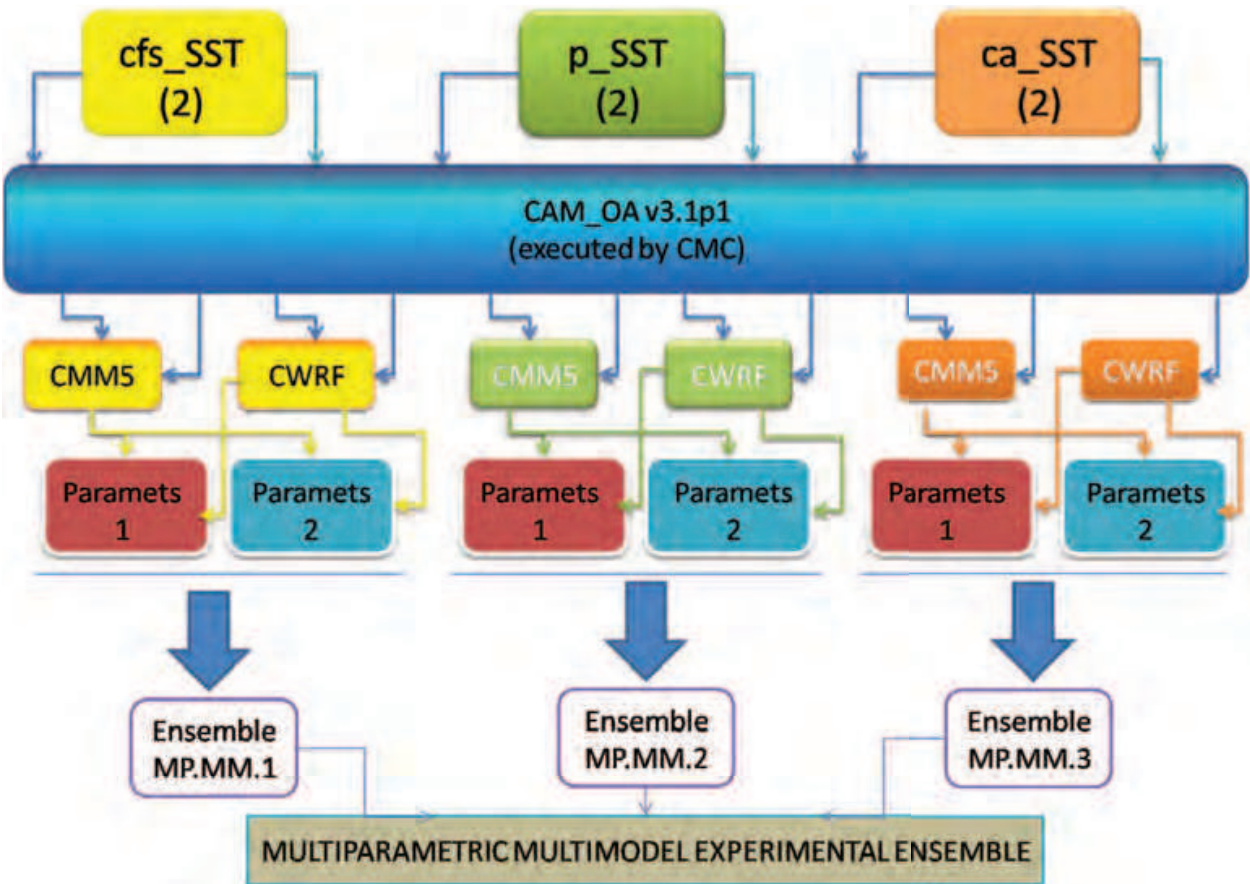 cfs_SST
(2)
p_SST
(2)
ca_SST
(2)
CAM_OA v3.1p1
(executed by CMC)
CMM5
CWRF
CMM5
CWRF
CMM5
CWRF
Paramets
1
Paramets
2
Paramets
1
Paramets
2
Paramets
1
Paramets
2
Ensemble
MP.MM.1
Ensemble
MP.MM.2
Ensemble
MP.MM.3
MULTIPARAMETRIC MULTIMODEL EXPERIMENTAL ENSEMBLE